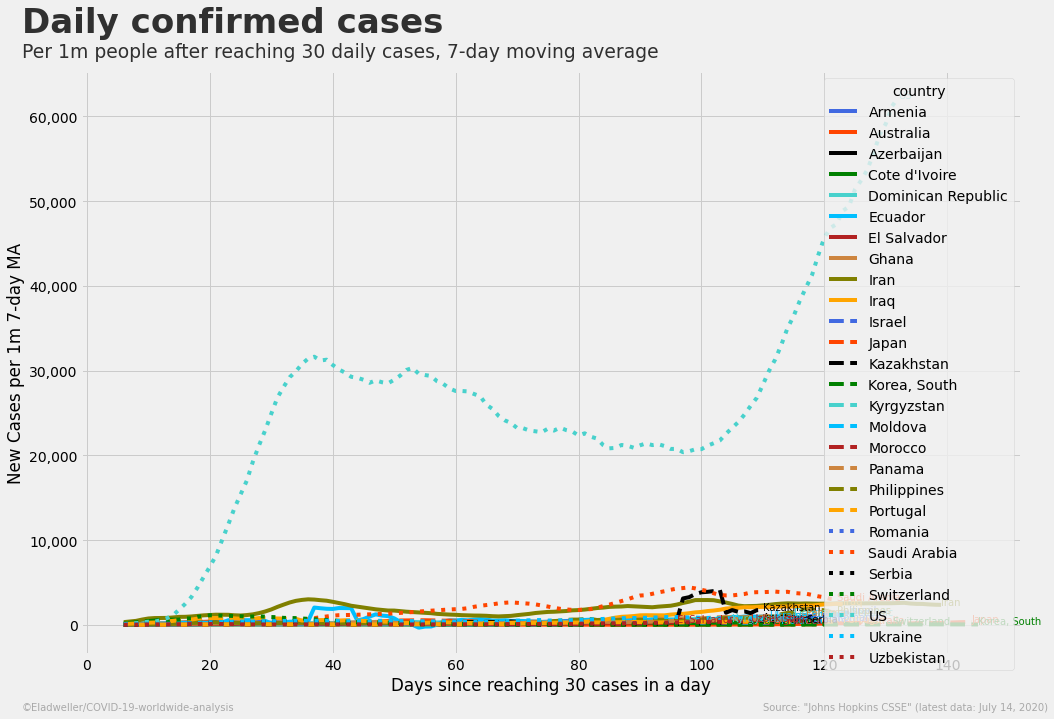 Daily confirmed cases
Per 1m people after reaching 30 daily cases, 7-day moving average
New Cases per 1m 7-day MA
60,000
50,000
40,000
30,000
20,000
10,000
0
country
Armenia
Australia
Azerbaijan
Cote d'Ivoire
Dominican Republic
Ecuador
El Salvador
Ghana
Iran
Iraq
Israel
Japan
Kazakhstan
Korea, South
Kyrgyzstan
Moldova
Morocco
Panama
Philippines
Portugal
Romania
Saudi Arabia
Serbia
Switzerland
US
Ukraine
Uzbekistan
Kazakhstan
Iran
Switzerland
Korea, South
0 20 40 60 80 100 120 140
Days since reaching 30 cases in a day
©Eladweller/COVID-19-worldwide=analysis
Source: "Johns Hopkins CSSE" (latest data: July 14, 2020)